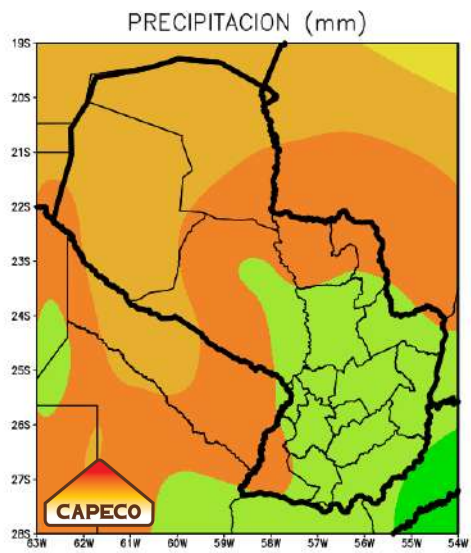 PRECIPITACION (mm)
19S
20S
21S
22S
23S
24S
25S
26S
27S
28S
CAPECO
63W 62W 61W 60W 59W 58W 57W 56W 55W 54W